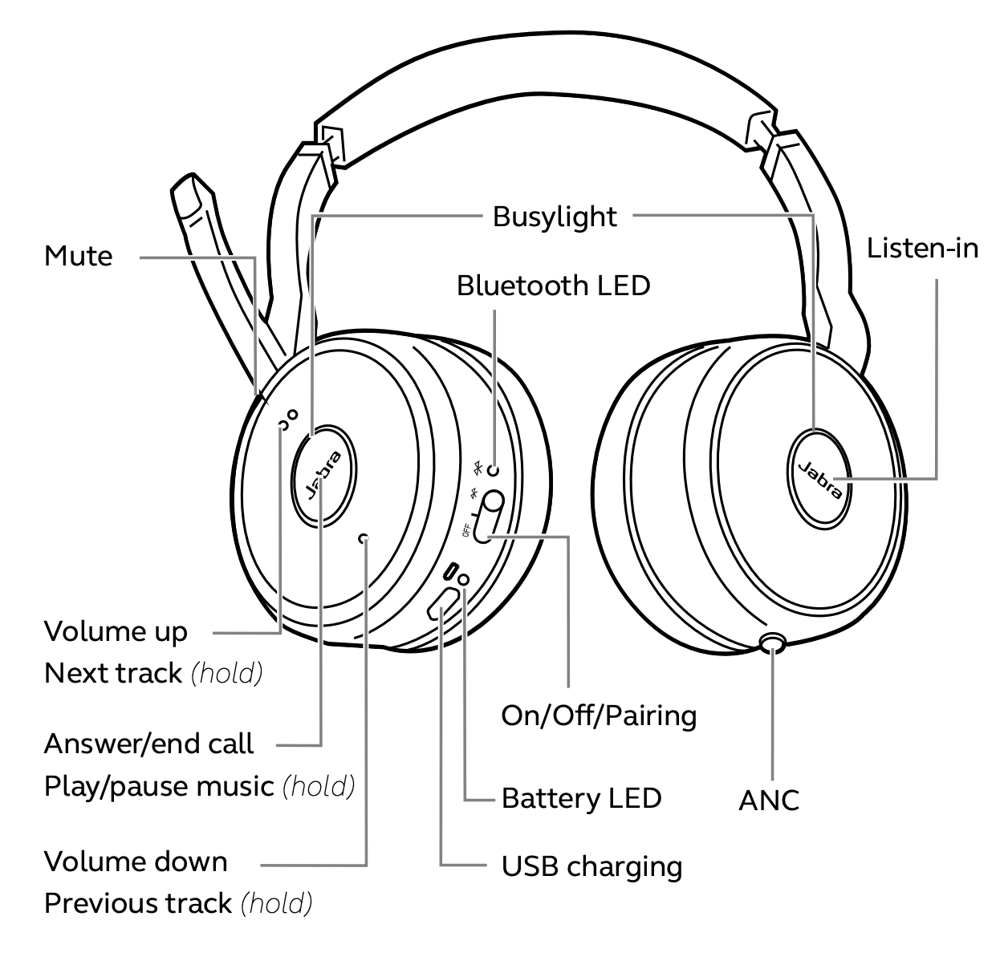 Busylight
Mute
Listen-in
Bluetooth LED
Jabra
Jabra
OFF
Volume up
Next track (hold)
On/Off/Pairing
Answer/end call
Play/pause music (hold)
Battery LED
ANC
Volume down
USB charging
Previous track (hold)